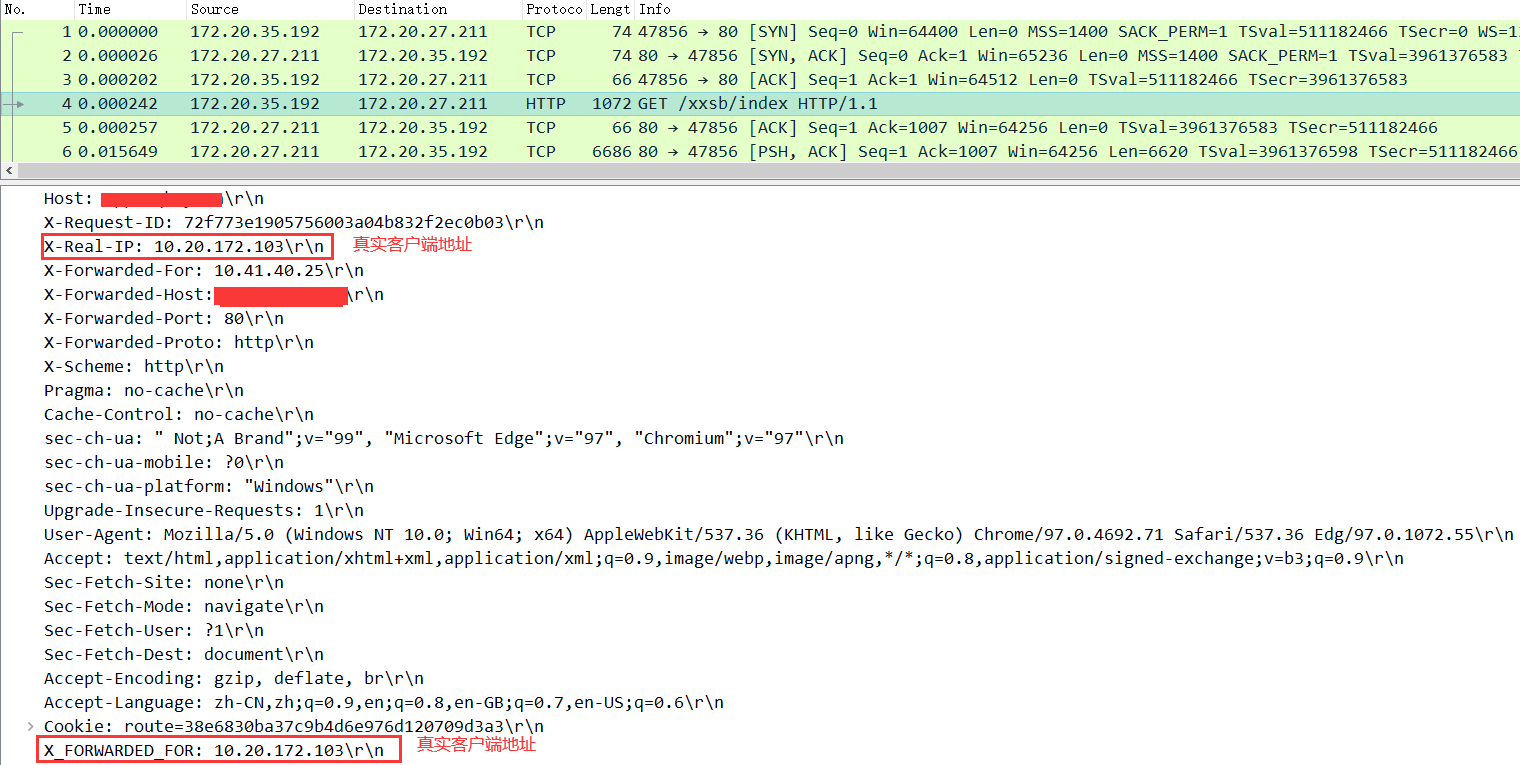 No. Time Source Destination Protoco Lengt Info
1 0.000000 172.20.35.192 172.20.27.211 TCP 74 47856 → 80 [SYN] Seq=0 Win=64400 Len=0 MSS=1400 SACK_PERM=1 TSval=511182466 TSecr=0
2 0.000026 172.20.27.211 172.20.35.192 TCP 74 80 → 47856 [SYN, ACK] Seq=0 Ack=1 Win=65236 Len=0 MSS=1400 SACK_PERM=1 TSval=3961376583
3 0.000202 172.20.35.192 172.20.27.211 TCP 66 47856 → 80 [ACK] Seq=1 Ack=1 Win=64512 Len=0 TSval=511182466 TSecr=3961376583
4 0.000242 172.20.35.192 172.20.27.211 HTTP 1072 GET /xxsb/index HTTP/1.1
5 0.000257 172.20.27.211 172.20.35.192 TCP 66 80 → 47856 [ACK] Seq=1 Ack=1007 Win=64256 Len=0 TSval=3961376583 TSecr=511182466
6 0.015649 172.20.27.211 172.20.35.192 TCP 6686 80 → 47856 [PSH, ACK] Seq=1 Ack=1007 Win=64256 Len=6620 TSval=3961376598 TSecr=511182466
Host: \r\n
X-Request-ID: 72f773e1905756003a04b832f2ec0b03\r\n
X-Real-IP: 10.20.172.103\r\n 真实客户端地址
X-Forwarded-For: 10.41.40.25\r\n
X-Forwarded-Host: \r\n
X-Forwarded-Port: 80\r\n
X-Forwarded-Proto: http\r\n
X-Scheme: http\r\n
Pragma: no-cache\r\n
Cache-Control: no-cache\r\n
sec-ch-ua: " Not;A Brand";v="99", "Microsoft Edge";v="97", "Chromium";v="97"\r\n
sec-ch-ua-mobile: ?0\r\n
sec-ch-ua-platform: "Windows"\r\n
Upgrade-Insecure-Requests: 1\r\n
User-Agent: Mozilla/5.0 (Windows NT 10.0; Win64; x64) AppleWebKit/537.36 (KHTML, like Gecko) Chrome/97.0.4692.71 Safari/537.36 Edg/97.0.1072.55\r\n
Accept: text/html,application/xhtml+xml,application/xml;q=0.9,image/webp,image/apng,*/*;q=0.8,application/signed-exchange;v=b3;q=0.9\r\n
Sec-Fetch-Site: none\r\n
Sec-Fetch-Mode: navigate\r\n
Sec-Fetch-User: ?1\r\n
Sec-Fetch-Dest: document\r\n
Accept-Encoding: gzip, deflate, br\r\n
Accept-Language: zh-CN,zh;q=0.9,en;q=0.8,en-GB;q=0.7,en-US;q=0.6\r\n
Cookie: route=38e6830ba37c9b4d6e976d120709d3a3\r\n
X_FORWARDED_FOR: 10.20.172.103\r\n 真实客户端地址